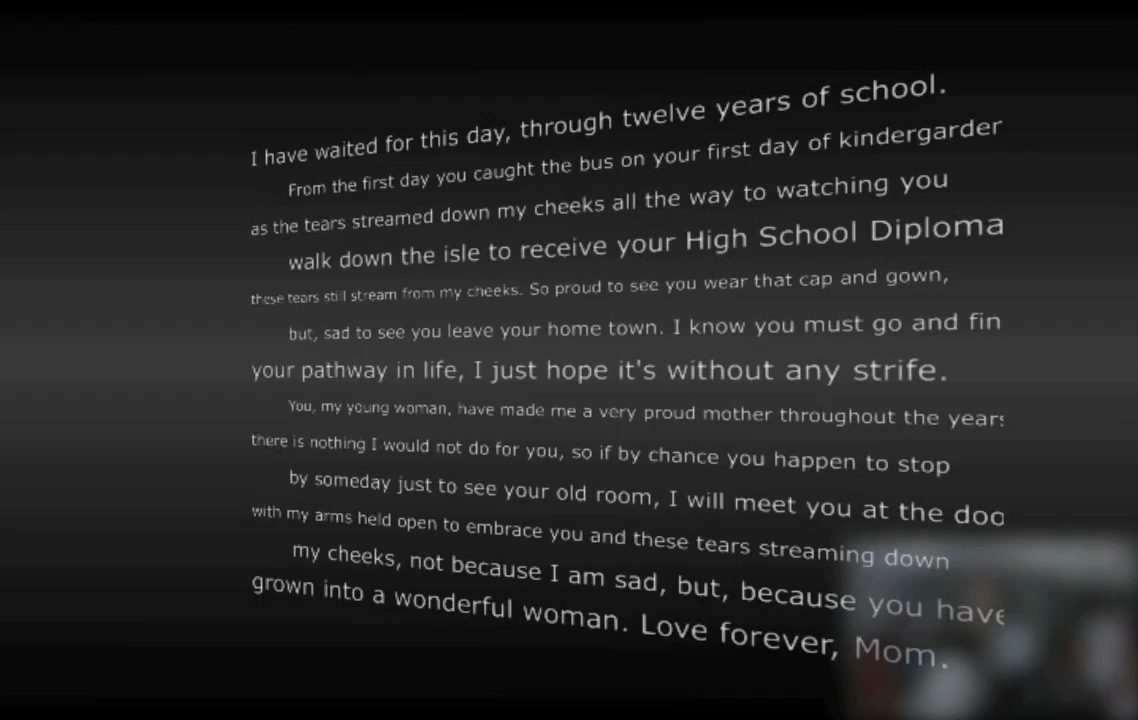 I have waited for this day, through twelve years of school.
From the first day you caught the bus on your first day of kindergarder
as the tears streamed down my cheeks all the way to watching you
walk down the isle to receive your High School Diploma
these tears still stream from my cheeks. So proud to see you wear that cap and gown,
but, sad to see you leave your home town. I know you must go and fin
your pathway in life, I just hope it's without any strife.
You, my young woman, have made me a very proud mother throughout the years
there is nothing I would not do for you, so if by chance you happen to stop
by someday just to see your old room, I will meet you at the doo
with my arms held open to embrace you and these tears streaming down
my cheeks, not because I am sad, but, because you have
grown into a wonderful woman. Love forever, Mom.